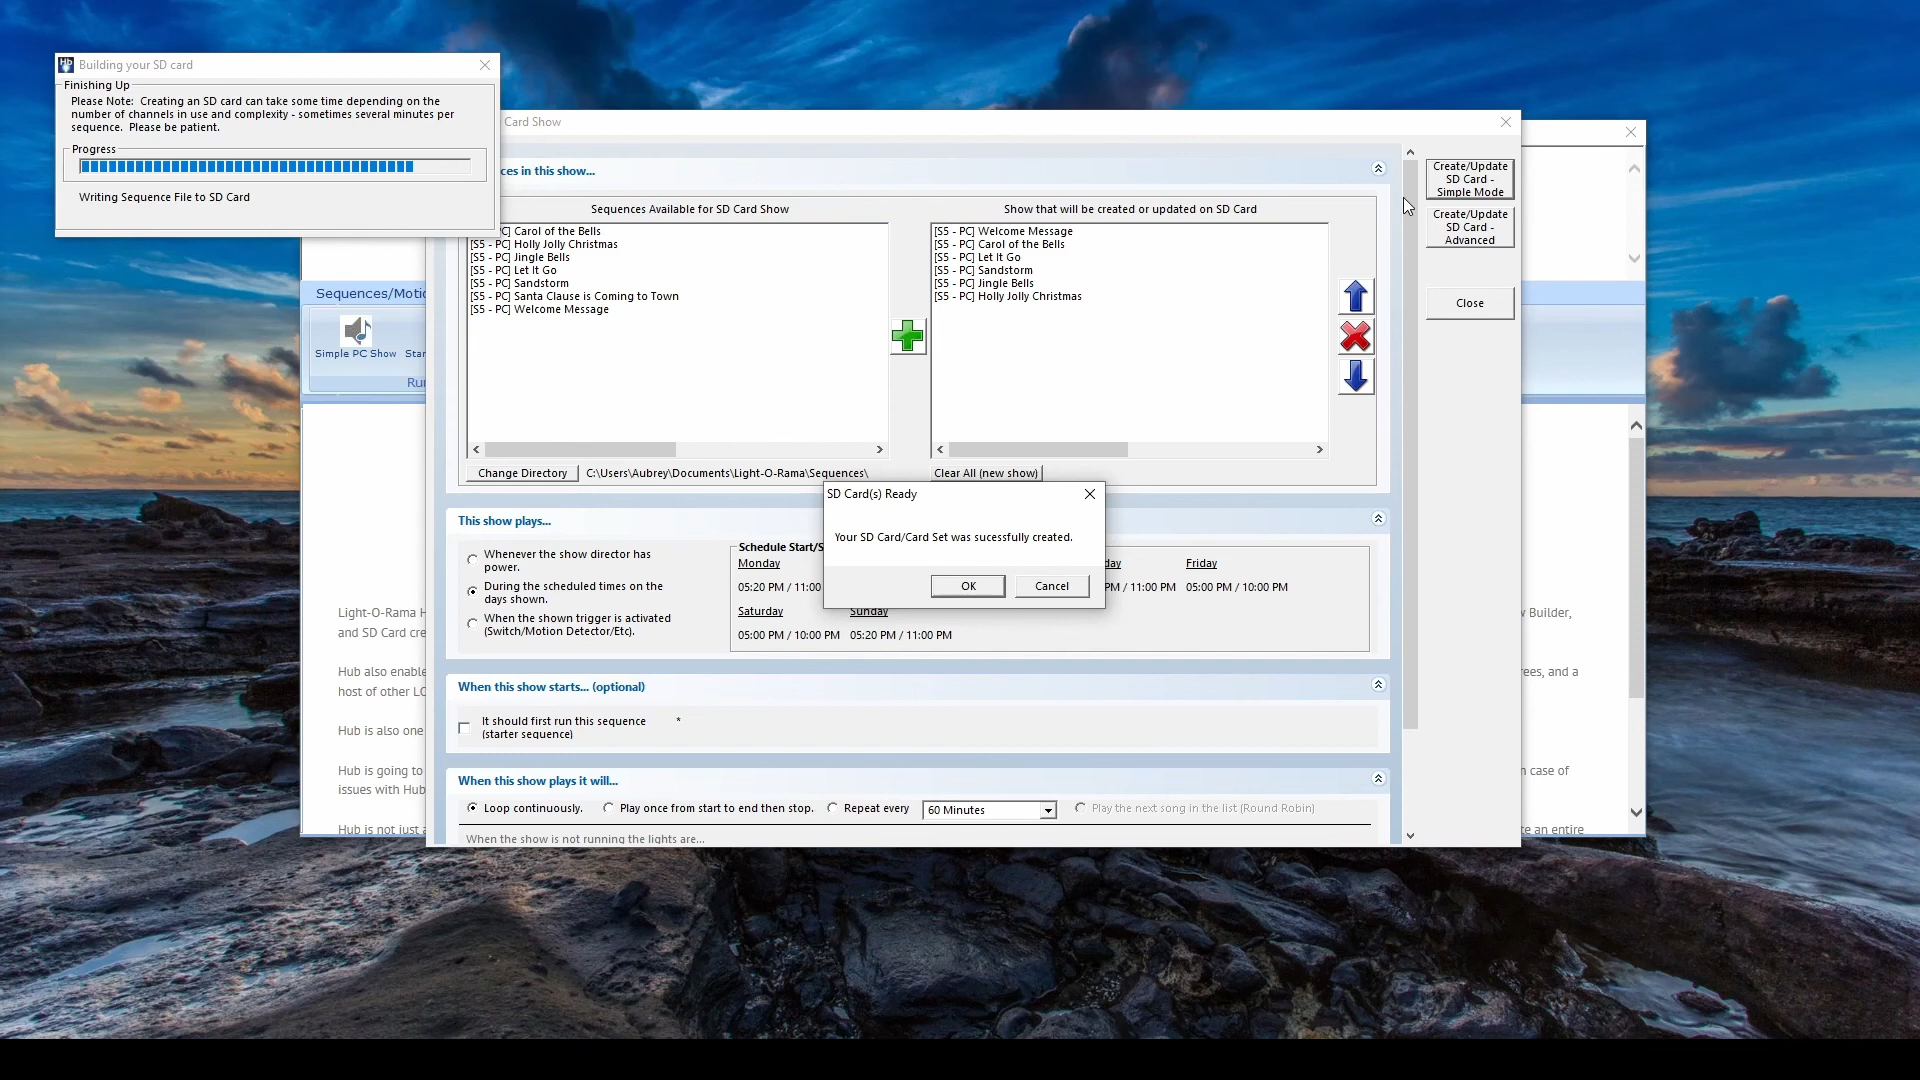 Building your SD card
Finishing Up
Please Note: Creating an SD card can take some time depending on the
number of channels in use and complexity - sometimes several minutes per
sequence. Please be patient.
Progress
Writing Sequence File to SD Card
Card Show
ces in this show...
Sequences Available for SD Card Show
PC] Carol of the Bells
[S5 - PC] Holly Jolly Christmas
[S5 - PC] Jingle Bells
[S5 - PC] Let It Go
[S5 - PC] Sandstorm
[S5 - PC] Santa Clause is Coming to Town
[S5 - PC] Welcome Message
Show that will be created or updated on SD Card
[S5 - PC] Welcome Message
[S5 - PC] Carol of the Bells
[S5 - PC] Let It Go
[S5 - PC] Sandstorm
[S5 - PC] Jingle Bells
[S5 - PC] Holly Jolly Christmas
Create/Update
SD Card -
Simple Mode
Create/Update
SD Card -
Advanced
Close
Change Directory
C:\Users\Aubrey\Documents\Light-O-Rama\Sequences\
Clear All (new show)
SD Card(s) Ready
Your SD Card/Card Set was sucessfully created.
OK
Cancel
This show plays...
Whenever the show director has
power.
During the scheduled times on the
days shown.
When the shown trigger is activated
(Switch/Motion Detector/Etc).
Schedule Start/S
Monday
day
Friday
05:20 PM / 11:00
PM / 11:00 PM
05:00 PM / 10:00 PM
Saturday
Sunday
05:00 PM / 10:00 PM
05:20 PM / 11:00 PM
When this show starts... (optional)
It should first run this sequence
(starter sequence)
*
When this show plays it will...
Loop continuously.
Play once from start to end then stop.
Repeat every
60 Minutes
Play the next song in the list (Round Robin)
When the show is not running the lights are...
Sequences/Motio
Simple PC Show
Star
Ru
Light-O-Rama H
and SD Card cre
Hub also enable
host of other LO
Hub is also one
Hub is going to
issues with Hub
Hub is not just a
w Builder,
rees, and a
n case of
te an entire